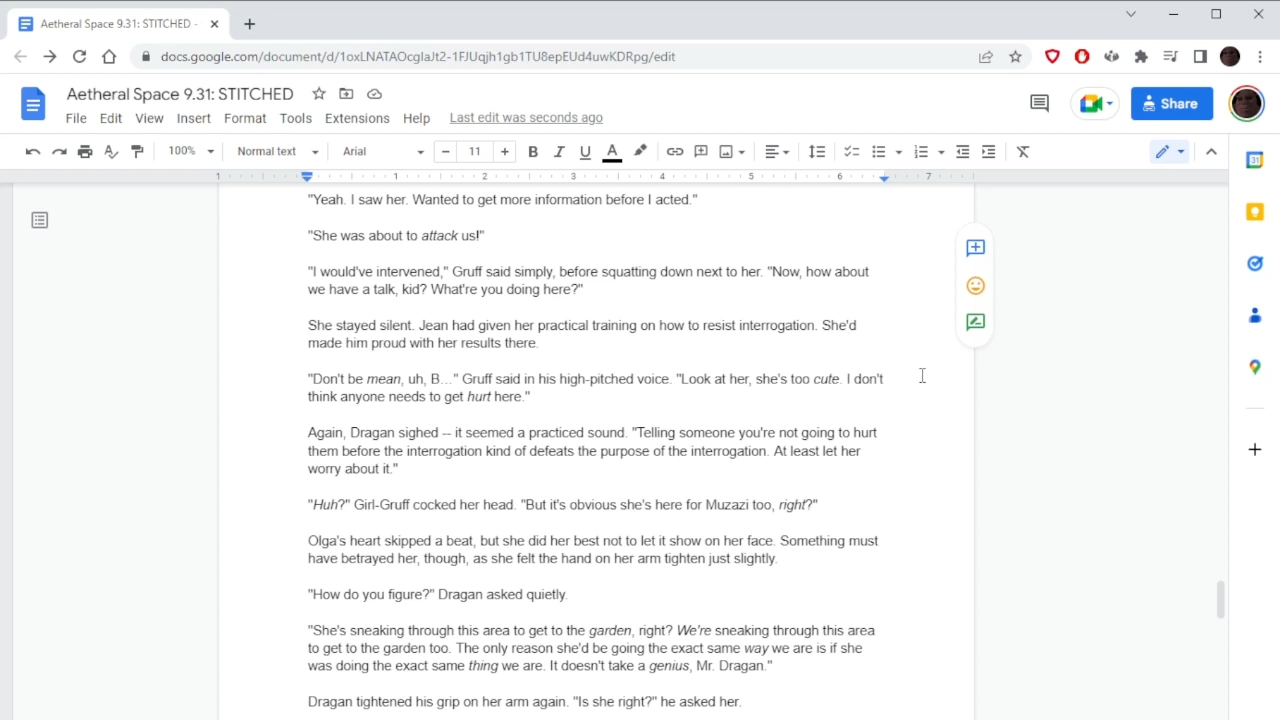 Aetheral Space 9.31: STITCHED -
docs.google.com/document/d/1oxLNATAOcglaJt2-1FJUqjh1gb1TU8epEUd4uwKDRpg/edit
Aetheral Space 9.31: STITCHED
Share
File Edit View Insert Format Tools Extensions Help Last edit was seconds ago
100% Normal text Arial 11 B I U A
1 1 2 3 4 5 6 7
31
"Yeah. I saw her. Wanted to get more information before I acted."
"She was about to attack us!"
"I would've intervened," Gruff said simply, before squatting down next to her. "Now, how about
we have a talk, kid? What're you doing here?"
She stayed silent. Jean had given her practical training on how to resist interrogation. She'd
made him proud with her results there.
"Don't be mean, uh, B..." Gruff said in his high-pitched voice. "Look at her, she's too cute. I don't
think anyone needs to get hurt here."
Again, Dragan sighed -- it seemed a practiced sound. "Telling someone you're not going to hurt
them before the interrogation kind of defeats the purpose of the interrogation. At least let her
worry about it."
"Huh?" Girl-Gruff cocked her head. "But it's obvious she's here for Muzazi too, right?"
Olga's heart skipped a beat, but she did her best not to let it show on her face. Something must
have betrayed her, though, as she felt the hand on her arm tighten just slightly.
"How do you figure?" Dragan asked quietly.
"She's sneaking through this area to get to the garden, right? We're sneaking through this area
to get to the garden too. The only reason she'd be going the exact same way we are is if she
was doing the exact same thing we are. It doesn't take a genius, Mr. Dragan."
Dragan tightened his grip on her arm again. "Is she right?" he asked her.